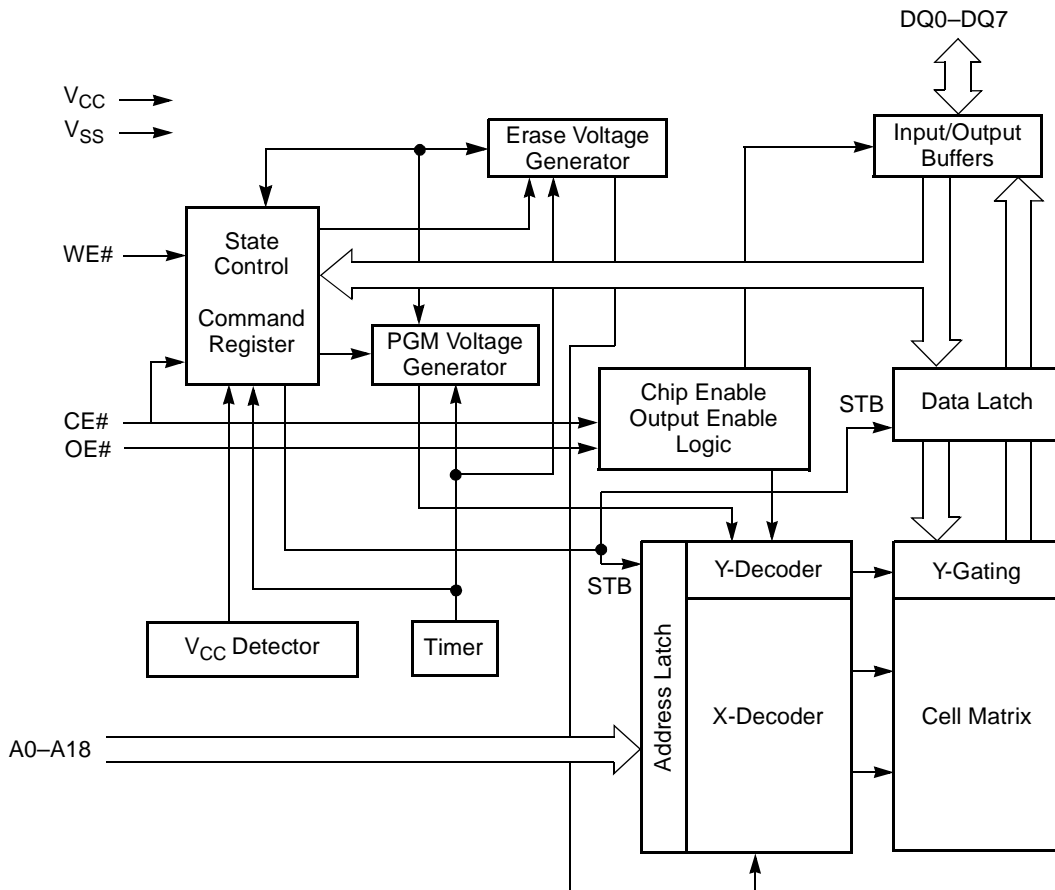 DQ0–DQ7
VCC
VSS
Erase Voltage
Generator
Input/Output
Buffers
WE#
State
Control
Command
Register
PGM Voltage
Generator
CE#
OE#
Chip Enable
Output Enable
Logic
STB
Data Latch
STB
Address Latch
Y-Decoder
Y-Gating
VCC Detector
Timer
X-Decoder
Cell Matrix
A0–A18